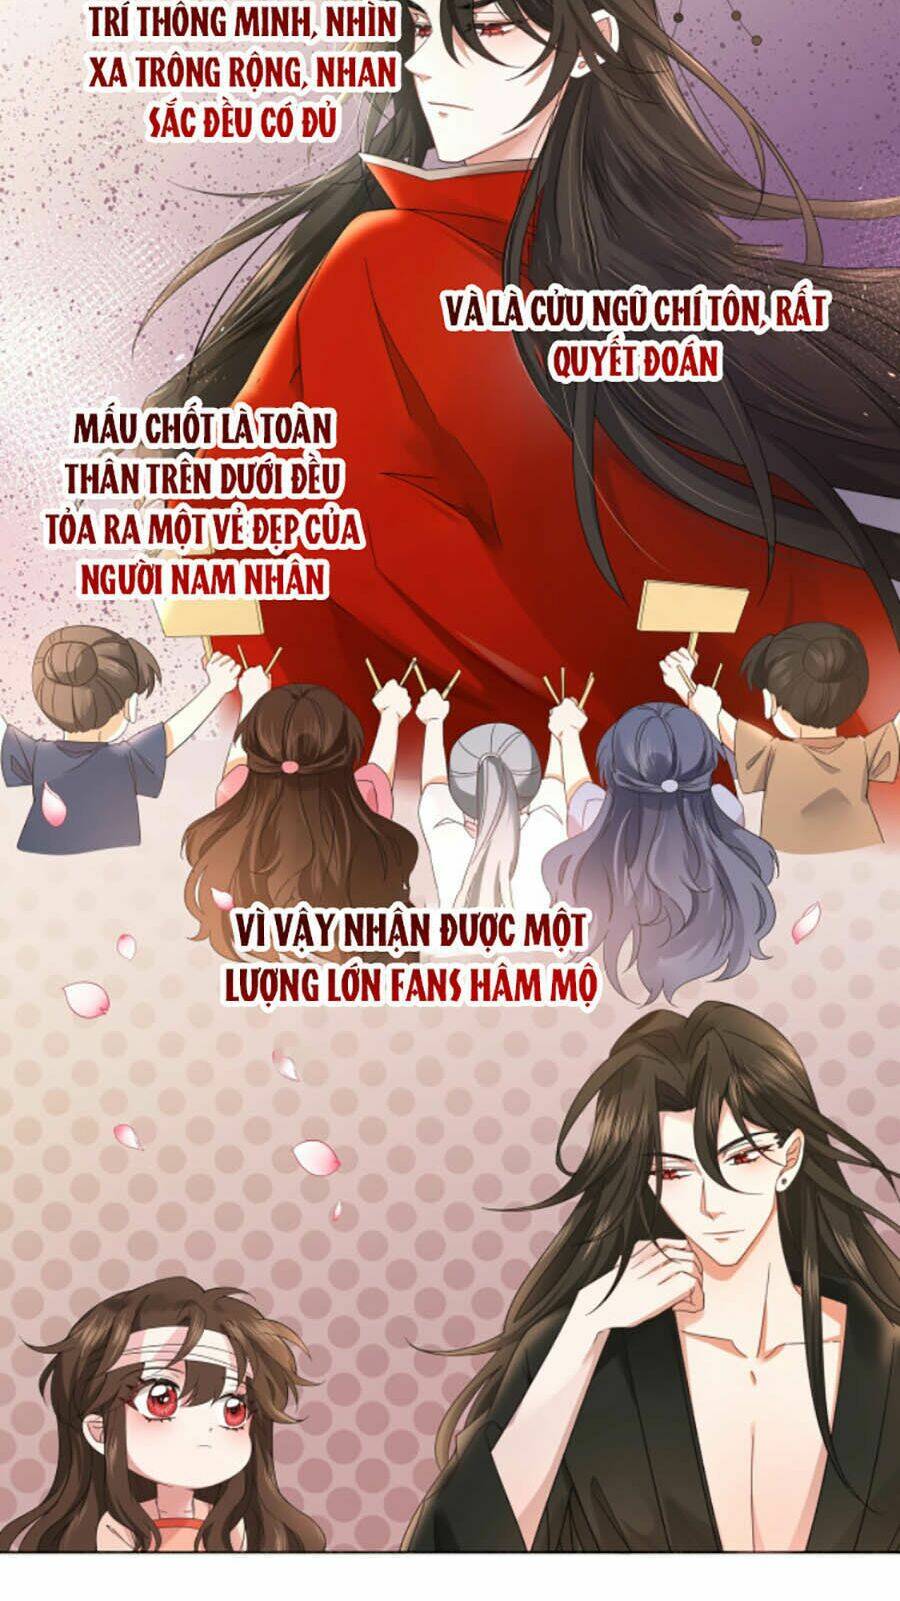 TRÍ THÔNG MINH, NHÌN
XA TRÔNG RỘNG, NHAN
SẮC ĐỀU CÓ ĐỦ
VÀ LÀ CỬU NGŨ CHÍ TÔN, RẤT
QUYẾT ĐOÁN
MẤU CHỐT LÀ TOÀN
THÂN TRÊN DƯỚI ĐỀU
TỎA RA MỘT VẺ ĐẸP CỦA
NGƯỜI NAM NHÂN
VÌ VẬY NHẬN ĐƯỢC MỘT
LƯỢNG LỚN FANS HÂM MỘ